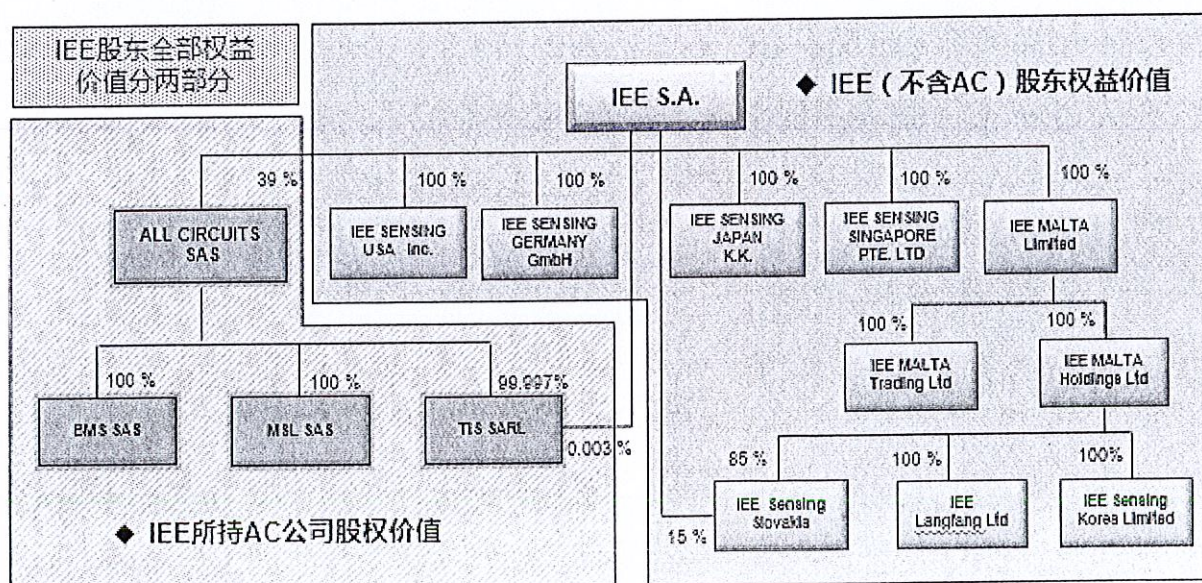 IEE股东全部权益
价值分两部分
IEE S.A.
◆ IEE（不含AC）股东权益价值
39 %
100 %
100 %
100 %
100 %
100 %
ALL CIRCUITS
SAS
IEE SENSING
USA Inc.
IEE SENSING
GERMANY
GmbH
IEE SENSING
JAPAN
K.K.
IEE SENSING
SINGAPORE
PTE. LTD
IEE MALTA
Limited
100 %
100 %
IEE MALTA
Trading Ltd
IEE MALTA
Holdings Ltd
100 %
100 %
99.997%
EMS SAS
MSL SAS
TIS SARL
0.003 %
85 %
100 %
100%
IEE Sensing
Slovakia
IEE
Langfang Ltd
IEE Sensing
Korea Limited
15 %
◆ IEE所持AC公司股权价值